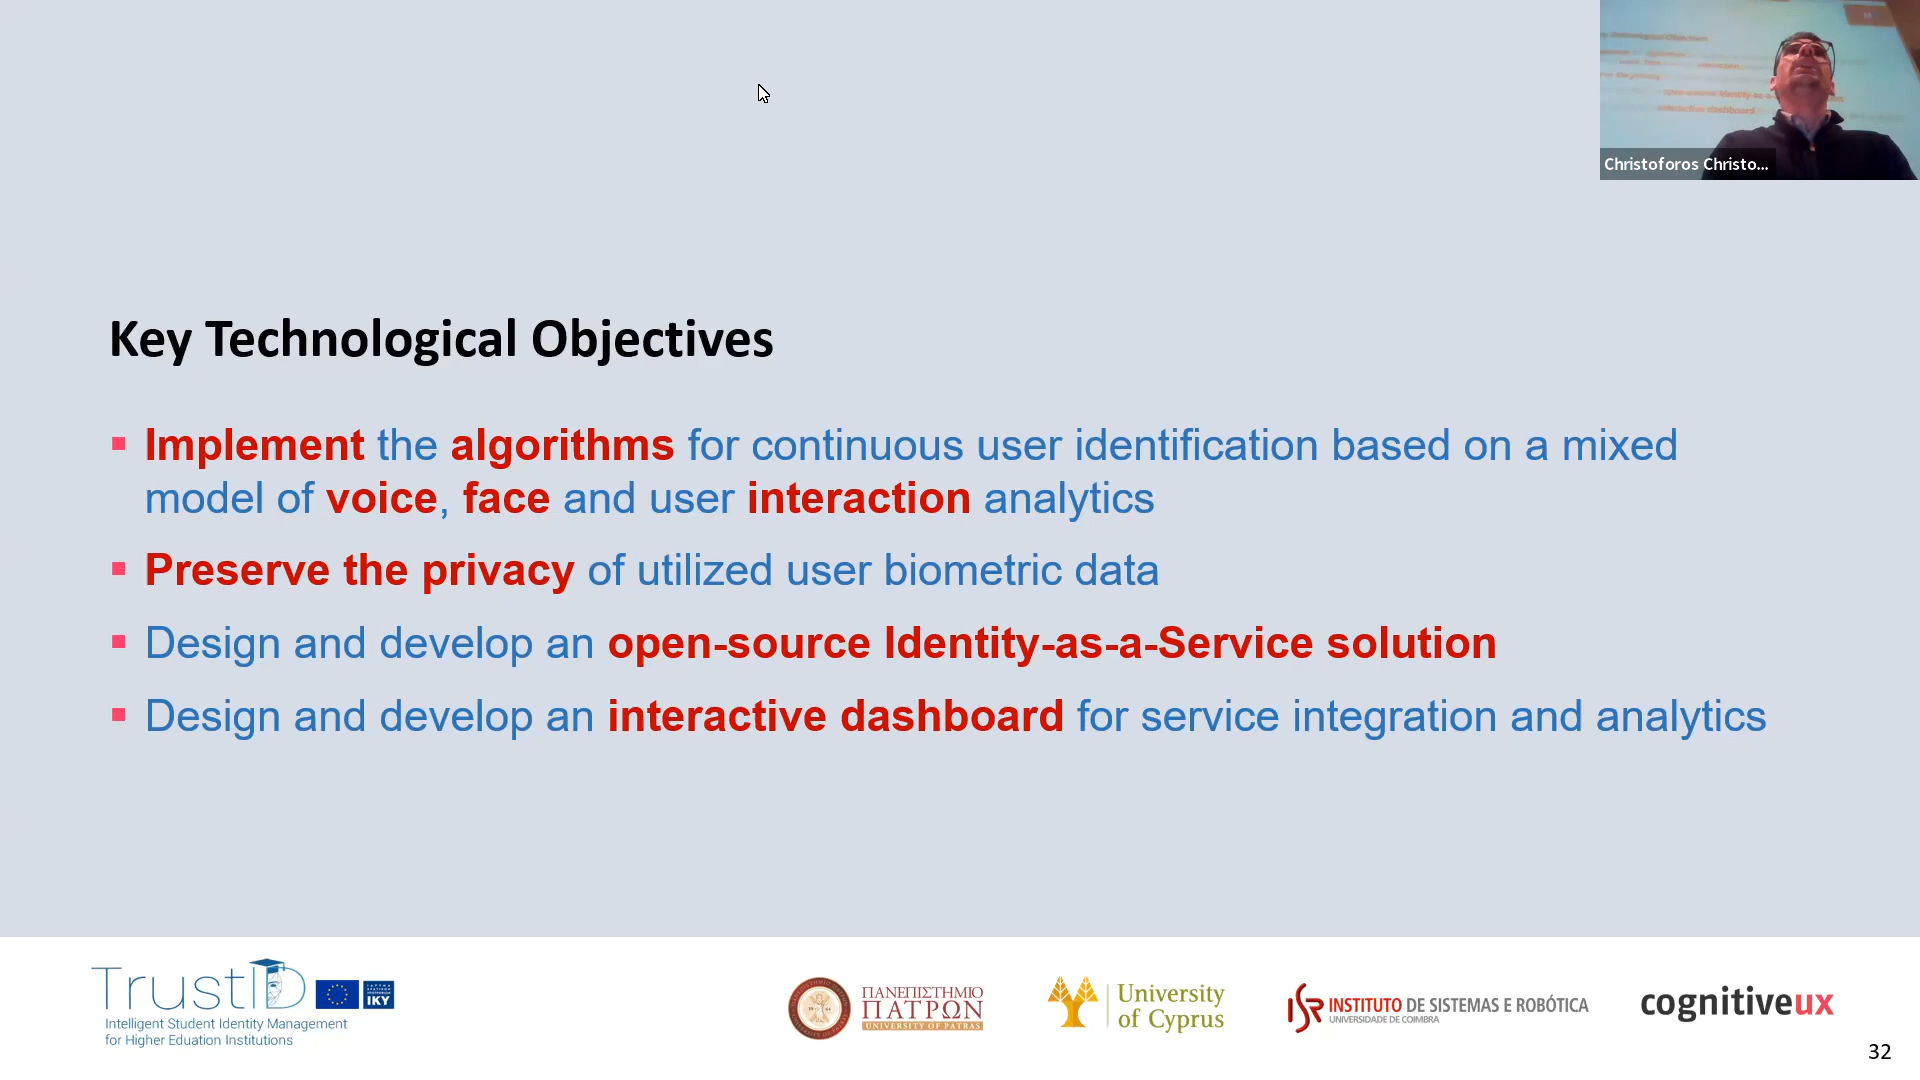 Christoforos Christo...
Key Technological Objectives
Implement the algorithms for continuous user identification based on a mixed
model of voice, face and user interaction analytics
Preserve the privacy of utilized user biometric data
Design and develop an open-source Identity-as-a-Service solution
Design and develop an interactive dashboard for service integration and analytics
TrustID
IKY
Intelligent Student Identity Management
for Higher Eduation Institutions
ΠΑΝΕΠΙΣΤΗΜΙΟ
ΠΑΤΡΩΝ
UNIVERSITY OF PATRAS
University
of Cyprus
ISR INSTITUTO DE SISTEMAS E ROBÓTICA
UNIVERSIDADE DE COIMBRA
cognitiveux
32